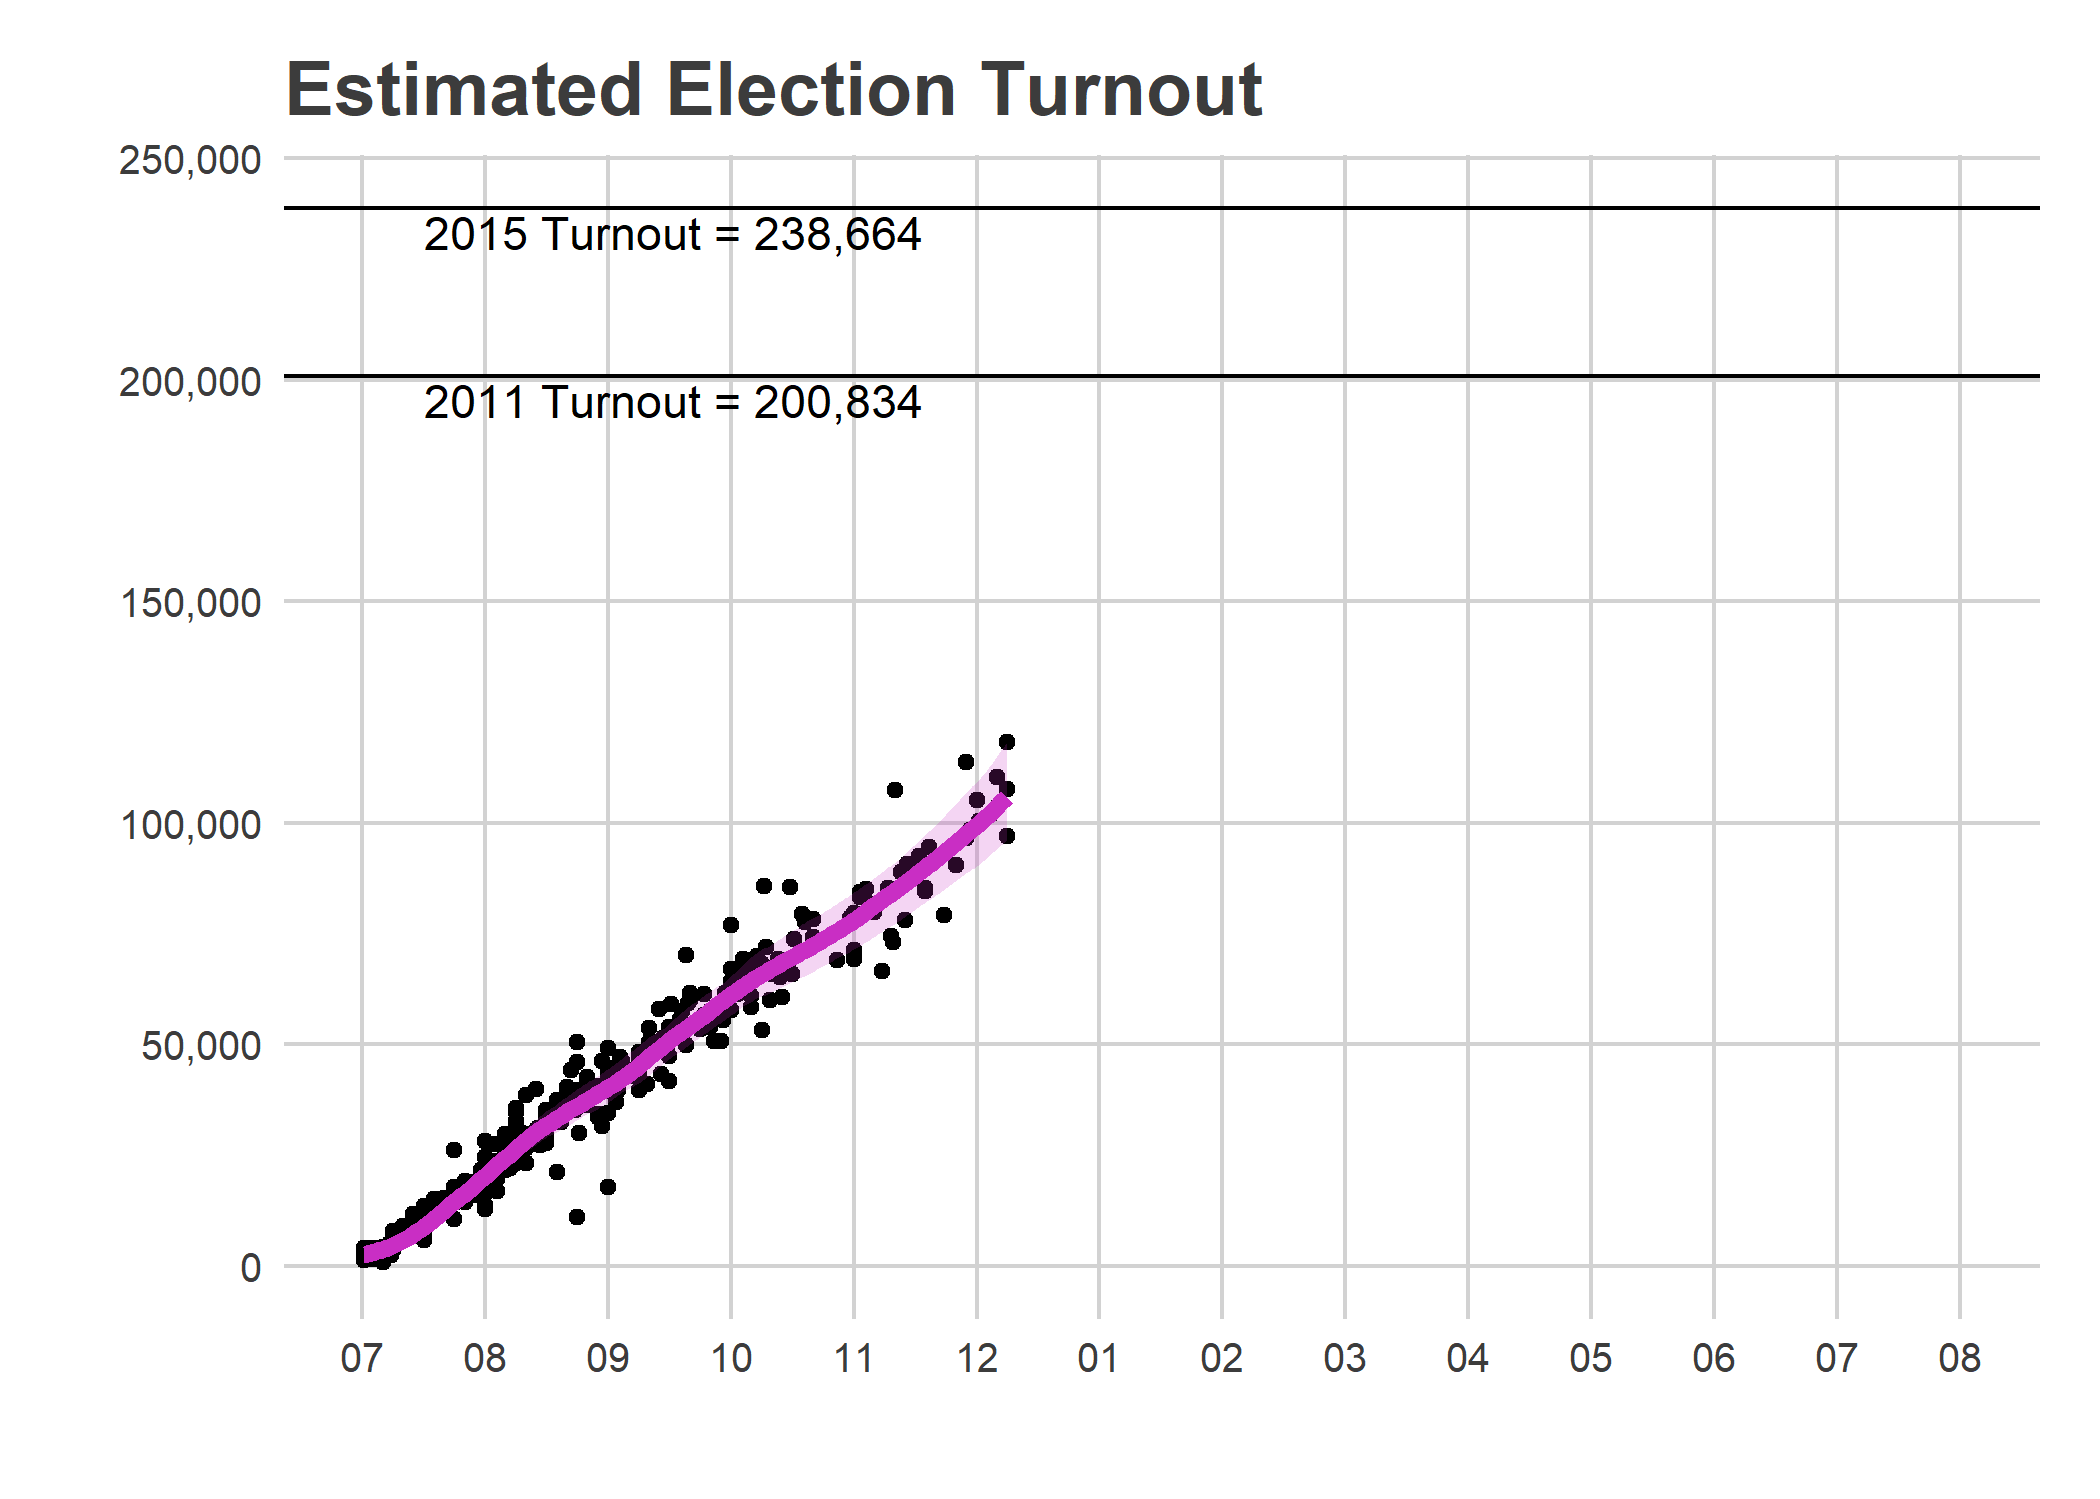 Estimated Election Turnout
250,000
2015 Turnout = 238,664
200,000
2011 Turnout = 200,834
150,000
100,000
50,000
0
07 08 09 10 11 12 01 02 03 04 05 06 07 08